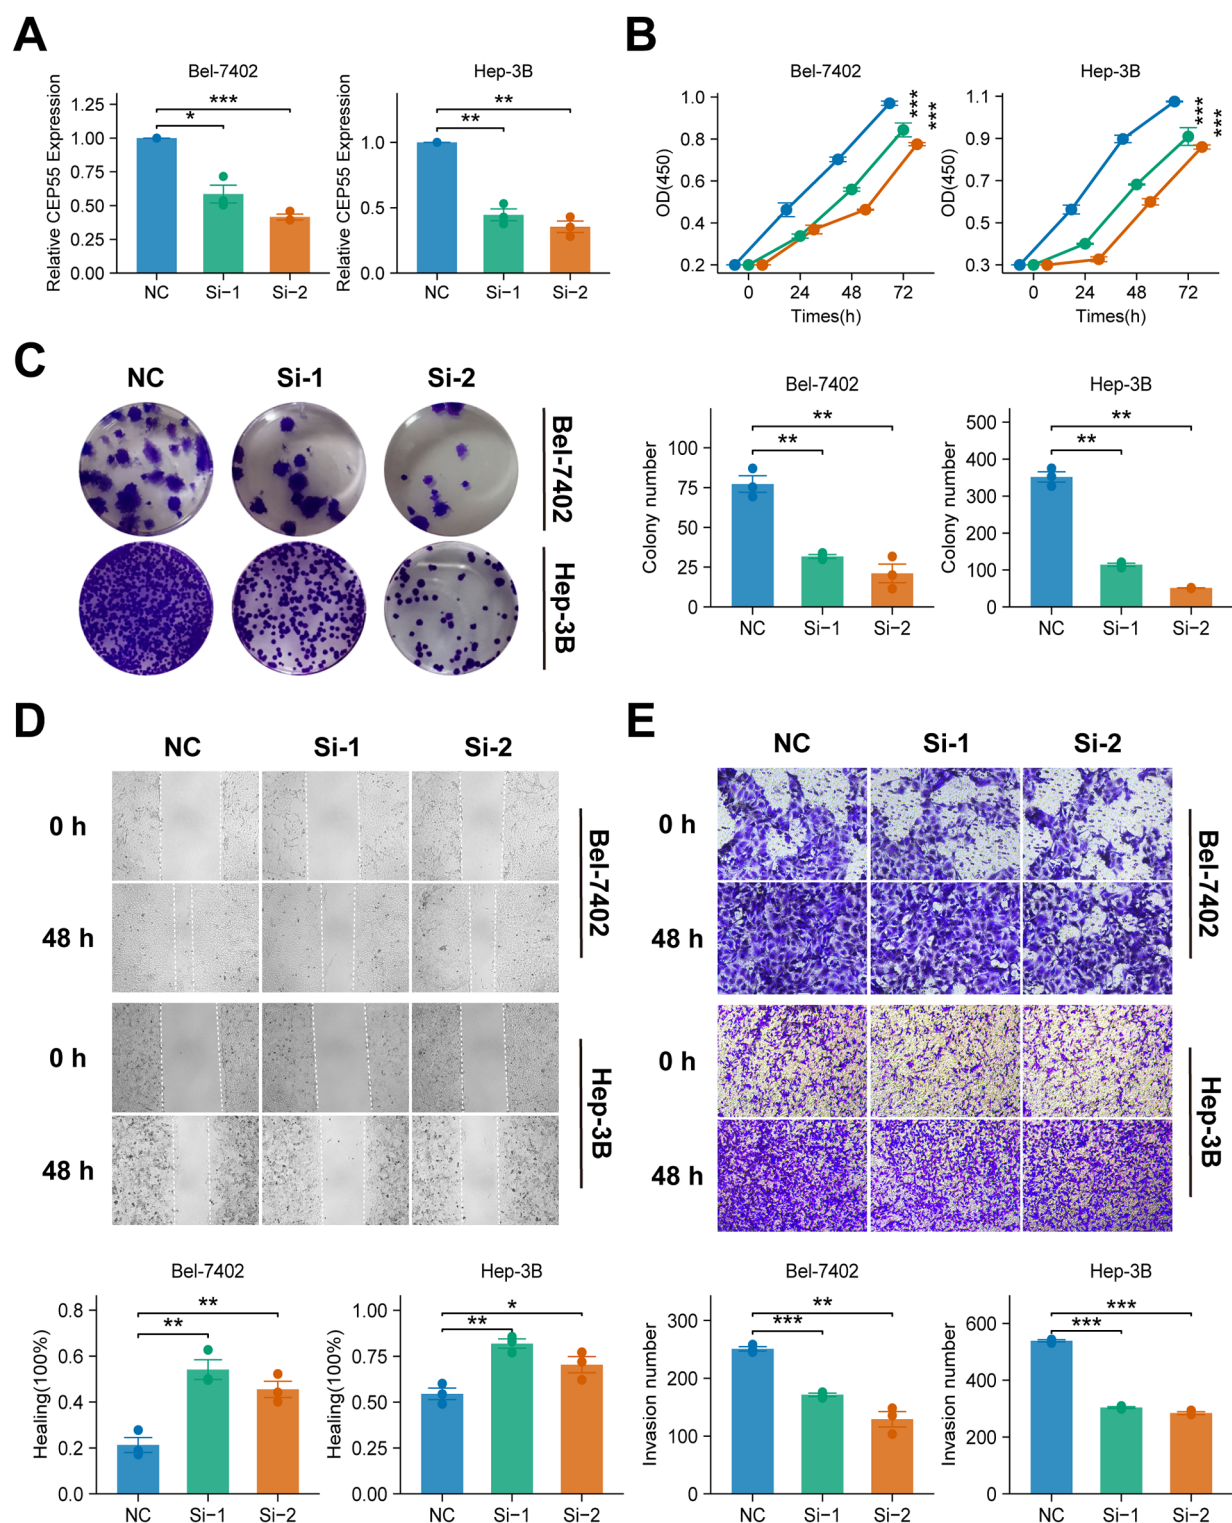 A
Bel-7402
Relative CEP55 Expression
1.25
1.00
0.75
0.50
0.25
0.00
***
*
NC Si−1 Si−2
Hep-3B
Relative CEP55 Expression
1.0
0.5
0.0
**
**
NC Si−1 Si−2
B
Bel-7402
OD(450)
1.0
0.8
0.6
0.4
0.2
***
***
0 24 48 72
Times(h)
Hep-3B
OD(450)
1.1
0.9
0.7
0.5
0.3
***
***
0 24 48 72
Times(h)
C
NC Si-1 Si-2
Bel-7402
Hep-3B
Bel-7402
Colony number
100
75
50
25
0
**
**
NC Si−1 Si−2
Hep-3B
Colony number
500
400
300
200
100
0
**
**
NC Si−1 Si−2
D
NC Si-1 Si-2
0 h
48 h
Bel-7402
0 h
48 h
Hep-3B
Bel-7402
Healing(100%)
0.8
0.6
0.4
0.2
0.0
**
**
NC Si−1 Si−2
Hep-3B
Healing(100%)
1.00
0.75
0.50
0.25
0.00
*
**
NC Si−1 Si−2
E
NC Si-1 Si-2
0 h
48 h
Bel-7402
0 h
48 h
Hep-3B
Bel-7402
Invasion number
300
200
100
0
**
***
NC Si−1 Si−2
Hep-3B
Invasion number
600
400
200
0
***
***
NC Si−1 Si−2